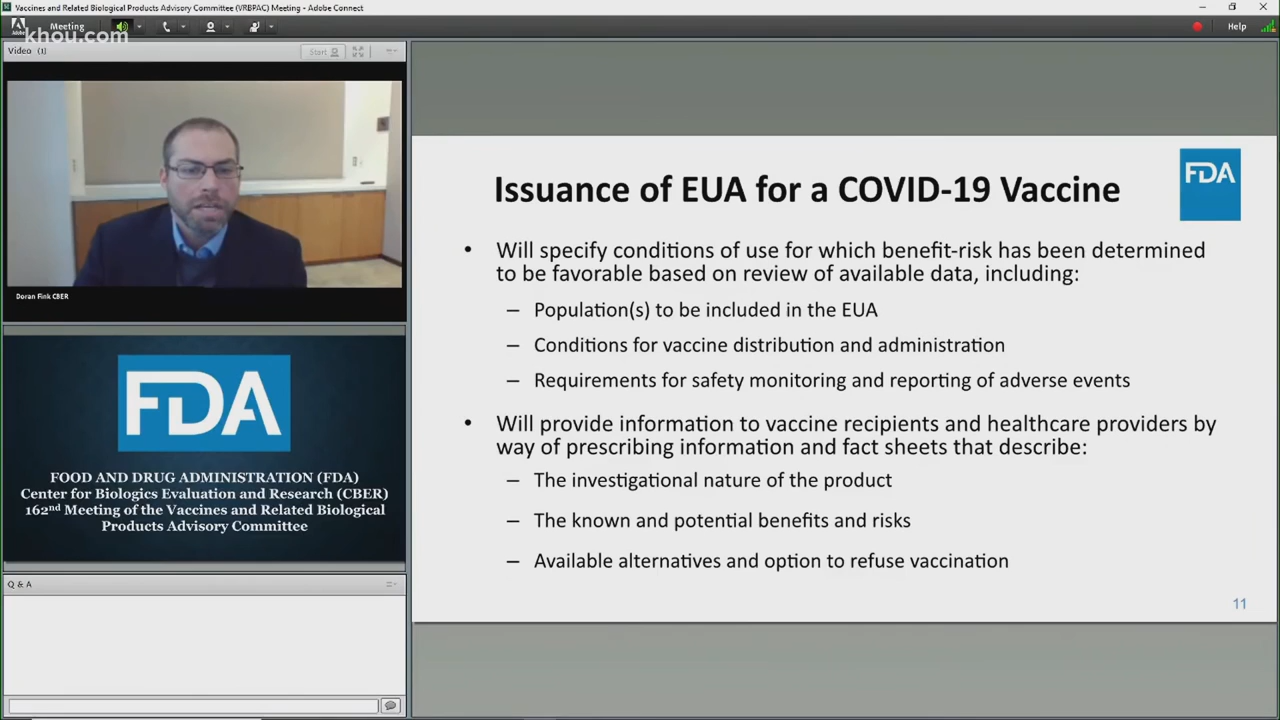 Vaccines and Related Biological Products Advisory Committee (VRBPAC) Meeting - Adobe Connect
Meeting
Help
khou.com
Video (1)
Start
Doran Fink CBER
FDA
FOOD AND DRUG ADMINISTRATION (FDA)
Center for Biologics Evaluation and Research (CBER)
162nd Meeting of the Vaccines and Related Biological
Products Advisory Committee
Q & A
FDA
Issuance of EUA for a COVID-19 Vaccine
• Will specify conditions of use for which benefit-risk has been determined
to be favorable based on review of available data, including:
– Population(s) to be included in the EUA
– Conditions for vaccine distribution and administration
– Requirements for safety monitoring and reporting of adverse events
• Will provide information to vaccine recipients and healthcare providers by
way of prescribing information and fact sheets that describe:
– The investigational nature of the product
– The known and potential benefits and risks
– Available alternatives and option to refuse vaccination
11